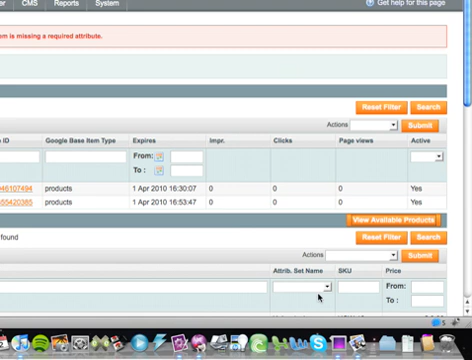 er CMS Reports System Get help for this page
em is missing a required attribute.
Reset Filter Search
Actions Submit
ID Google Base Item Type Expires Impr. Clicks Page views Active
From:
To :
946107494 products 1 Apr 2010 16:30:07 0 0 0 Yes
products 1 Apr 2010 16:53:47 0 0 0 Yes
View Available Products
found Reset Filter Search
Actions Submit
Attrib. Set Name SKU Price
From:
To :